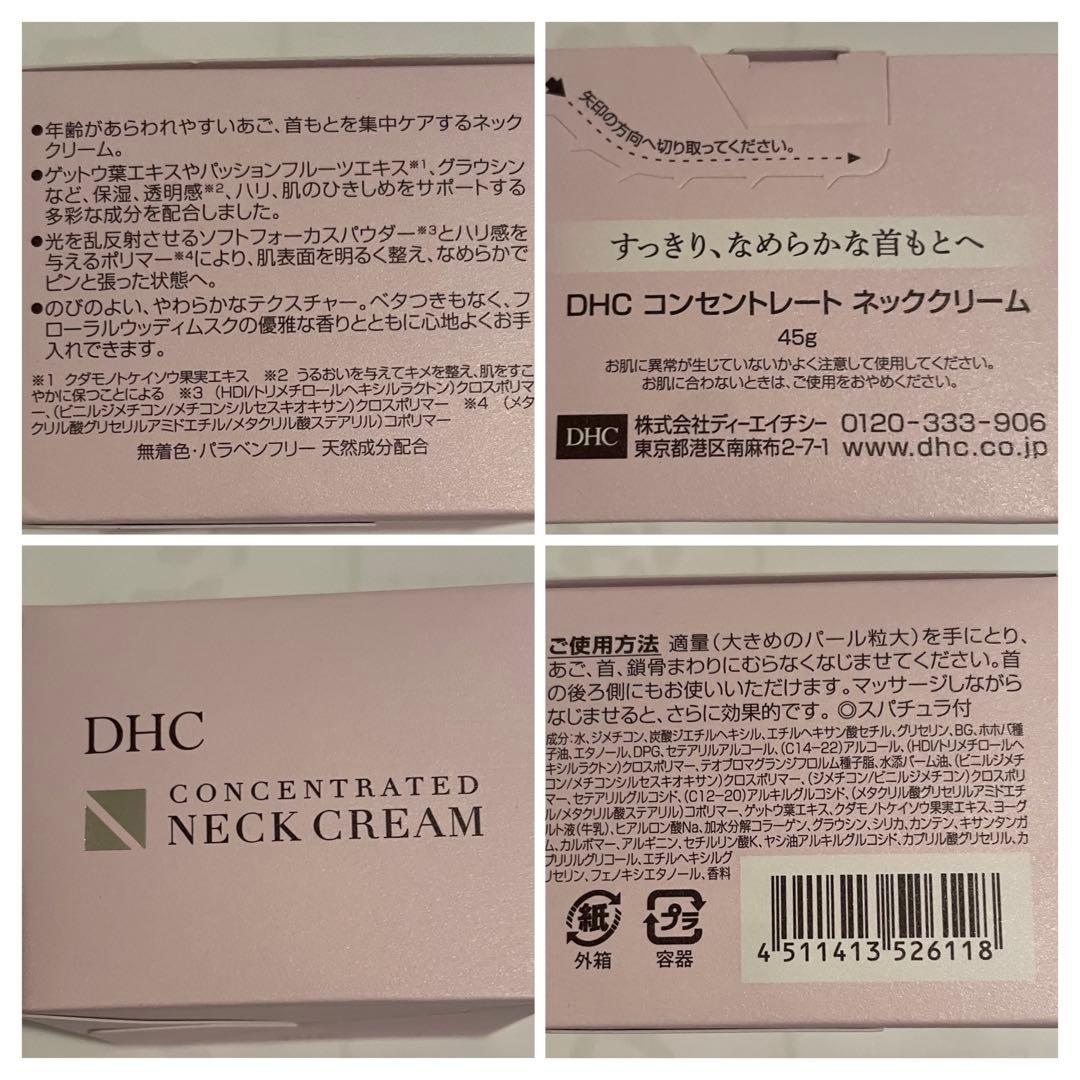 ●年齢があらわれやすいあご、首もとを集中ケアするネック
クリーム。
●ゲットウ葉エキスやパッションフルーツエキス※1、グラウシン
など、保湿、透明感※2、ハリ、肌のひきしめをサポートする
多彩な成分を配合しました。
●光を乱反射させるソフトフォーカスパウダー※3とハリ感を
与えるポリマー※4により、肌表面を明るく整え、なめらかで
ピンと張った状態へ。
●のびのよい、やわらかなテクスチャー。ベタつきもなく、フ
ローラルウッディムスクの優雅な香りとともに心地よくお手
入れできます。
※1 クダモノトケイソウ果実エキス ※2 うるおいを与えてキメを整え、肌をすこ
やかに保つことによる ※3 (HDI/トリメチロールヘキシルラクトン)クロスポリマ
ー、(ビニルジメチコン/メチコンシルセスキオキサン)クロスポリマー ※4 (メタ
クリル酸グリセリルアミドエチル/メタクリル酸ステアリル)コポリマー
無着色・パラベンフリー 天然成分配合
矢印の方向へ切り取ってください。
すっきり、なめらかな首もとへ
DHC コンセントレート ネッククリーム
45g
お肌に異常が生じていないかよく注意して使用してください。
お肌に合わないときは、ご使用をおやめください。
DHC 株式会社ディーエイチシー 0120-333-906
東京都港区南麻布2-7-1 www.dhc.co.jp
DHC
CONCENTRATED
NECK CREAM
ご使用方法 適量(大きめのパール粒大)を手にとり、
あご、首、鎖骨まわりにむらなくなじませてください。首
の後ろ側にもお使いいただけます。マッサージしながら
なじませると、さらに効果的です。◎スパチュラ付
成分:水、ジメチコン、炭酸ジエチルヘキシル、エチルヘキサン酸セチル、グリセリン、BG、ホホバ種
子油、エタノール、DPG、セテアリルアルコール、(C14-22)アルコール、(HDI/トリメチロールヘ
キシルラクトン)クロスポリマー、テオブロマグランジフロルム種子脂、水添パーム油、(ビニルジメチ
コン/メチコンシルセスキオキサン)クロスポリマー、(ジメチコン/ビニルジメチコン)クロスポリ
マー、セテアリルグルコシド、(C12-20)アルキルグルコシド、(メタクリル酸グリセリルアミドエチ
ル/メタクリル酸ステアリル)コポリマー、ゲットウ葉エキス、クダモノトケイソウ果実エキス、ヨーグ
ルト液(牛乳)、ヒアルロン酸Na、加水分解コラーゲン、グラウシン、シリカ、カンテン、キサンタンガ
ム、カルボマー、アルギニン、セチルリン酸K、ヤシ油アルキルグルコシド、カプリル酸グリセリル、カ
プリリルグリコール、エチルヘキシルグ
リセリン、フェノキシエタノール、香料
紙
外箱
プラ
容器
4 511413 526118